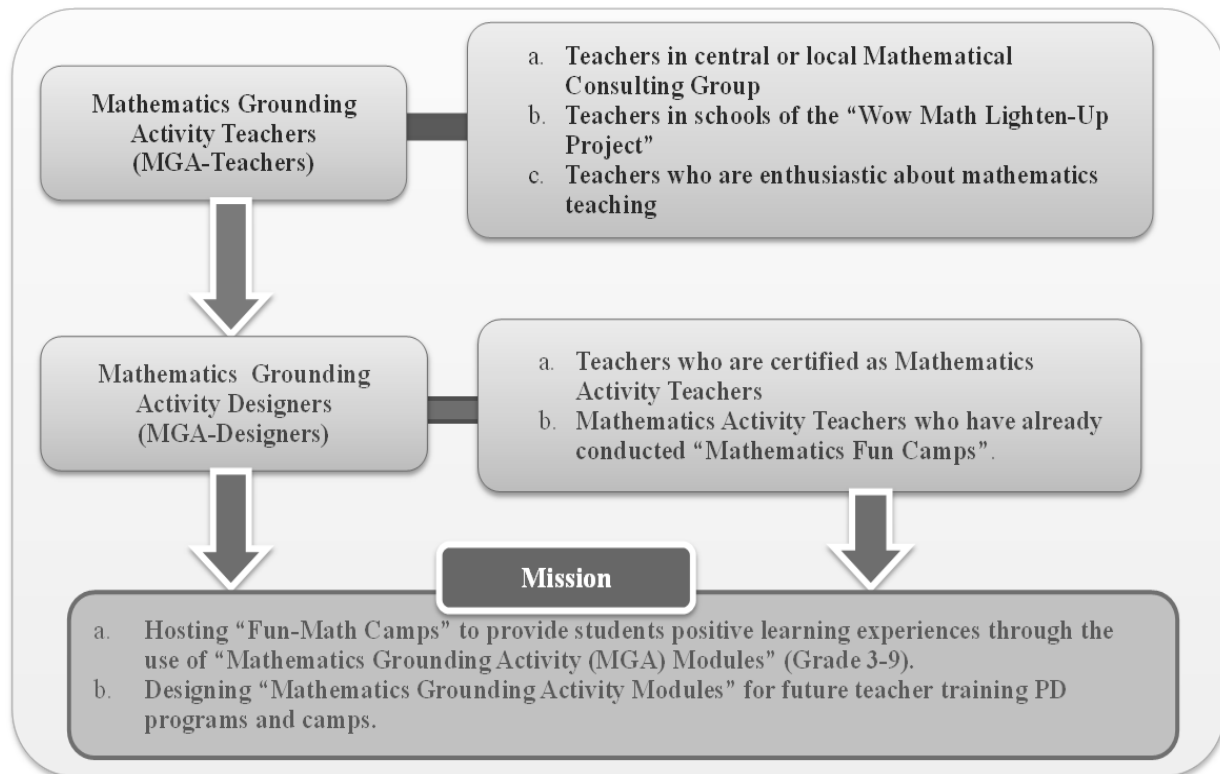 Mathematics Grounding
Activity Teachers
(MGA-Teachers)
a. Teachers in central or local Mathematical
Consulting Group
b. Teachers in schools of the “Wow Math Lighten-Up
Project”
c. Teachers who are enthusiastic about mathematics
teaching
Mathematics Grounding
Activity Designers
(MGA-Designers)
a. Teachers who are certified as Mathematics
Activity Teachers
b. Mathematics Activity Teachers who have already
conducted “Mathematics Fun Camps”.
Mission
a. Hosting “Fun-Math Camps” to provide students positive learning experiences through the
use of “Mathematics Grounding Activity (MGA) Modules” (Grade 3-9).
b. Designing “Mathematics Grounding Activity Modules” for future teacher training PD
programs and camps.